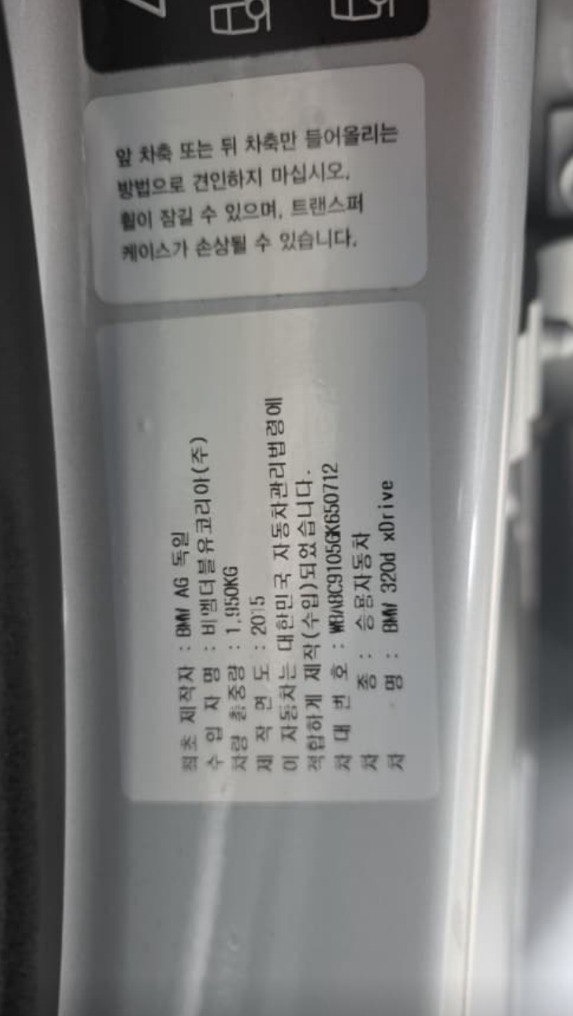 앞 차축 또는 뒤 차축만 들어올리는
방법으로 견인하지 마십시오.
휠이 잠길 수 있으며, 트랜스퍼
케이스가 손상될 수 있습니다.
최초 제작자 : BMW AG 독일
수 입 자 명 : 비엠더블유코리아(주)
차량 총중량 : 1,950KG
제 작 연 도 : 2015
이 자동차는 대한민국 자동차관리법령에
적합하게 제작(수입)되었습니다.
차 대 번 호 : WBA8C9105GK650712
차 종 : 승용자동차
차 명 : BMW 320d xDrive